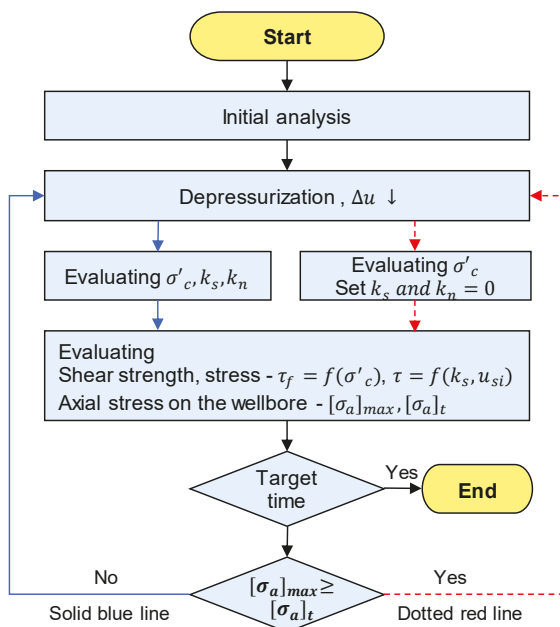 Start
Initial analysis
Depressurization , Δu ↓
Evaluating σ′c, ks, kn
Evaluating σ′c
Set ks and kn = 0
Evaluating
Shear strength, stress - τf = f(σ′c), τ = f(ks, usi)
Axial stress on the wellbore - [σa]max, [σa]t
Target
time
Yes
End
No
Solid blue line
[σa]max≥
[σa]t
Yes
Dotted red line